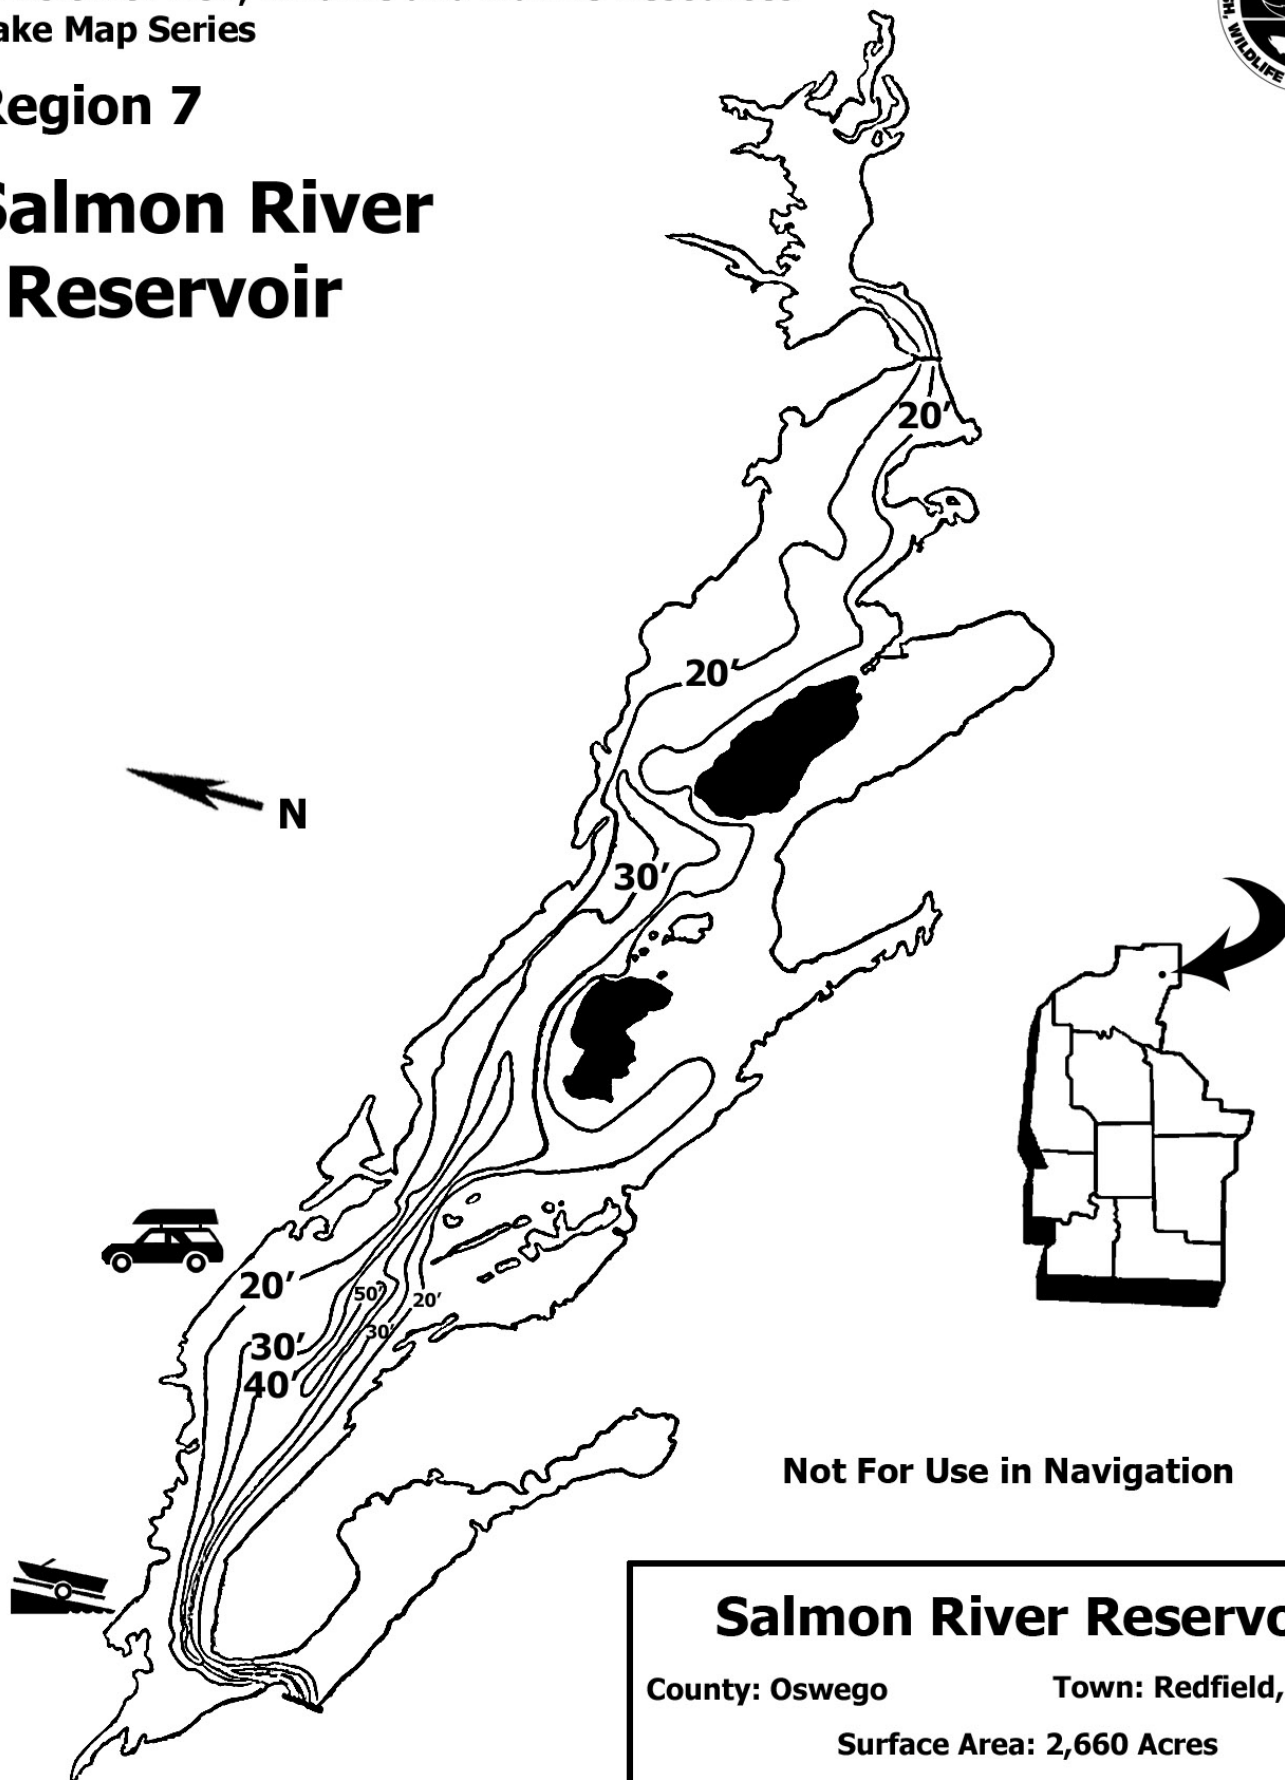 ake Map Series
Region 7
Salmon River
Reservoir
H, WILDLIFE
20'
20'
N
30'
20'
50'
20'
30'
30'
40'
Not For Use in Navigation
Salmon River Reservo
County: Oswego
Town: Redfield,
Surface Area: 2,660 Acres